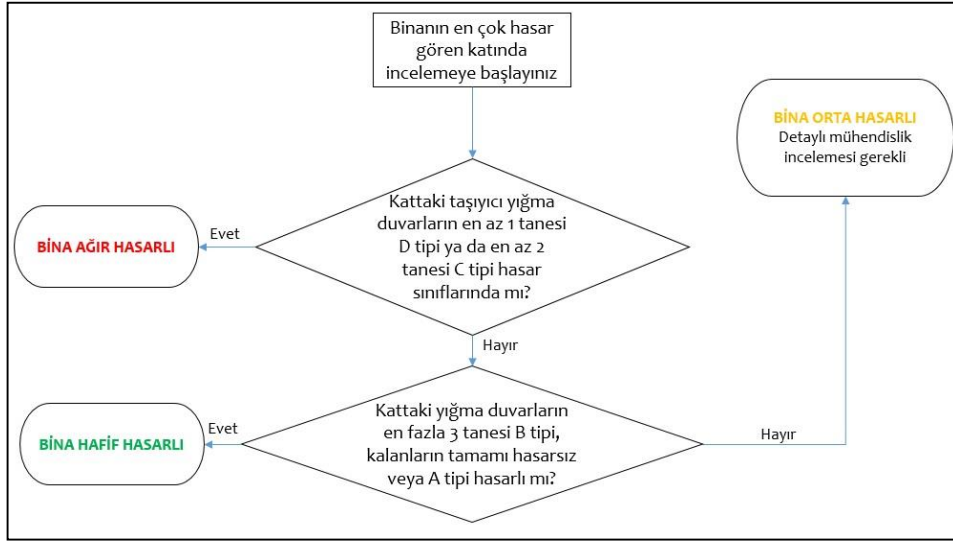 Binanın en çok hasar
gören katında
incelemeye başlayınız
BİNA ORTA HASARLI
Detaylı mühendislik
incelemesi gerekli
Kattaki taşıyıcı yığma
duvarların en az 1 tanesi
D tipi ya da en az 2
tanesi C tipi hasar
sınıflarında mı?
Evet
BİNA AĞIR HASARLI
Hayır
Kattaki yığma duvarların
en fazla 3 tanesi B tipi,
kalanların tamamı hasarsız
veya A tipi hasarlı mı?
Evet
BİNA HAFİF HASARLI
Hayır